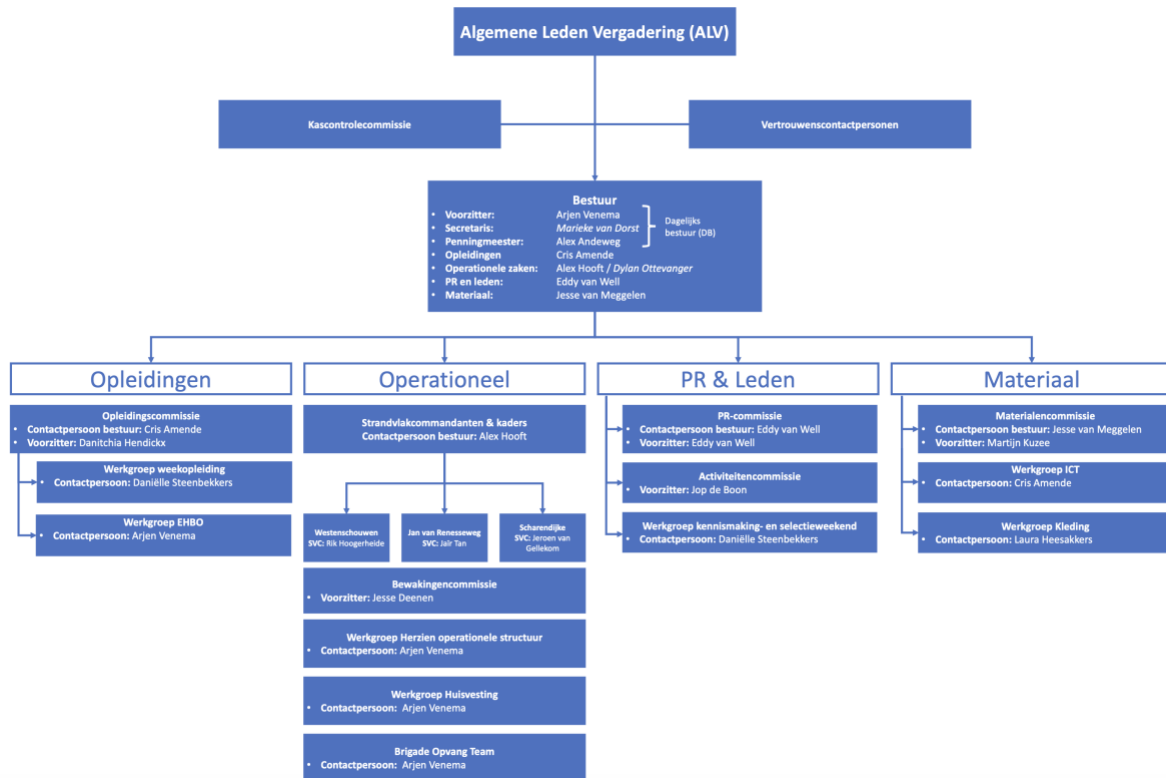 Algemene Leden Vergadering (ALV)
Kascontrolecommissie
Vertrouwenscontactpersonen
Bestuur
• Voorzitter: Arjen Venema
• Secretaris: Marieke van Dorst
• Penningmeester: Alex Andeweg
• Opleidingen Cris Amende
• Operationele zaken: Alex Hooft / Dylan Ottevanger
• PR en leden: Eddy van Well
• Materiaal: Jesse van Meggelen
Dagelijks
bestuur (DB)
Opleidingen
Opleidingscommissie
• Contactpersoon bestuur: Cris Amende
• Voorzitter: Danitchia Hendickx
Werkgroep weekopleiding
• Contactpersoon: Daniëlle Steenbekkers
Werkgroep EHBO
• Contactpersoon: Arjen Venema
Operationeel
Strandvlakcommandanten & kaders
Contactpersoon bestuur: Alex Hooft
Westenschouwen
SVC: Rik Hoogerheide
Jan van Renesseweg
SVC: Jaïr Tan
Scharendijke
SVC: Jeroen van
Gellekom
Bewakingencommissie
• Voorzitter: Jesse Deenen
Werkgroep Herzien operationele structuur
• Contactpersoon: Arjen Venema
Werkgroep Huisvesting
• Contactpersoon: Arjen Venema
Brigade Opvang Team
• Contactpersoon: Arjen Venema
PR & Leden
PR-commissie
• Contactpersoon bestuur: Eddy van Well
• Voorzitter: Eddy van Well
Activiteitencommissie
• Voorzitter: Jop de Boon
Werkgroep kennismaking- en selectieweekend
• Contactpersoon: Daniëlle Steenbekkers
Materiaal
Materialencommissie
• Contactpersoon bestuur: Jesse van Meggelen
• Voorzitter: Martijn Kuzee
Werkgroep ICT
• Contactpersoon: Cris Amende
Werkgroep Kleding
• Contactpersoon: Laura Heesakkers